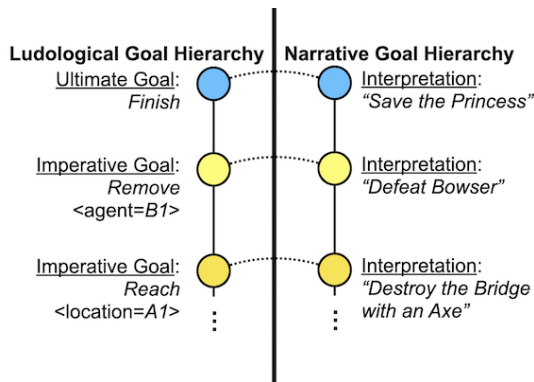 Ludological Goal Hierarchy
Ultimate Goal:
Finish
Imperative Goal:
Remove
<agent=B1>
Imperative Goal:
Reach
<location=A1>
Narrative Goal Hierarchy
Interpretation:
“Save the Princess”
Interpretation:
“Defeat Bowser”
Interpretation:
“Destroy the Bridge
with an Axe”